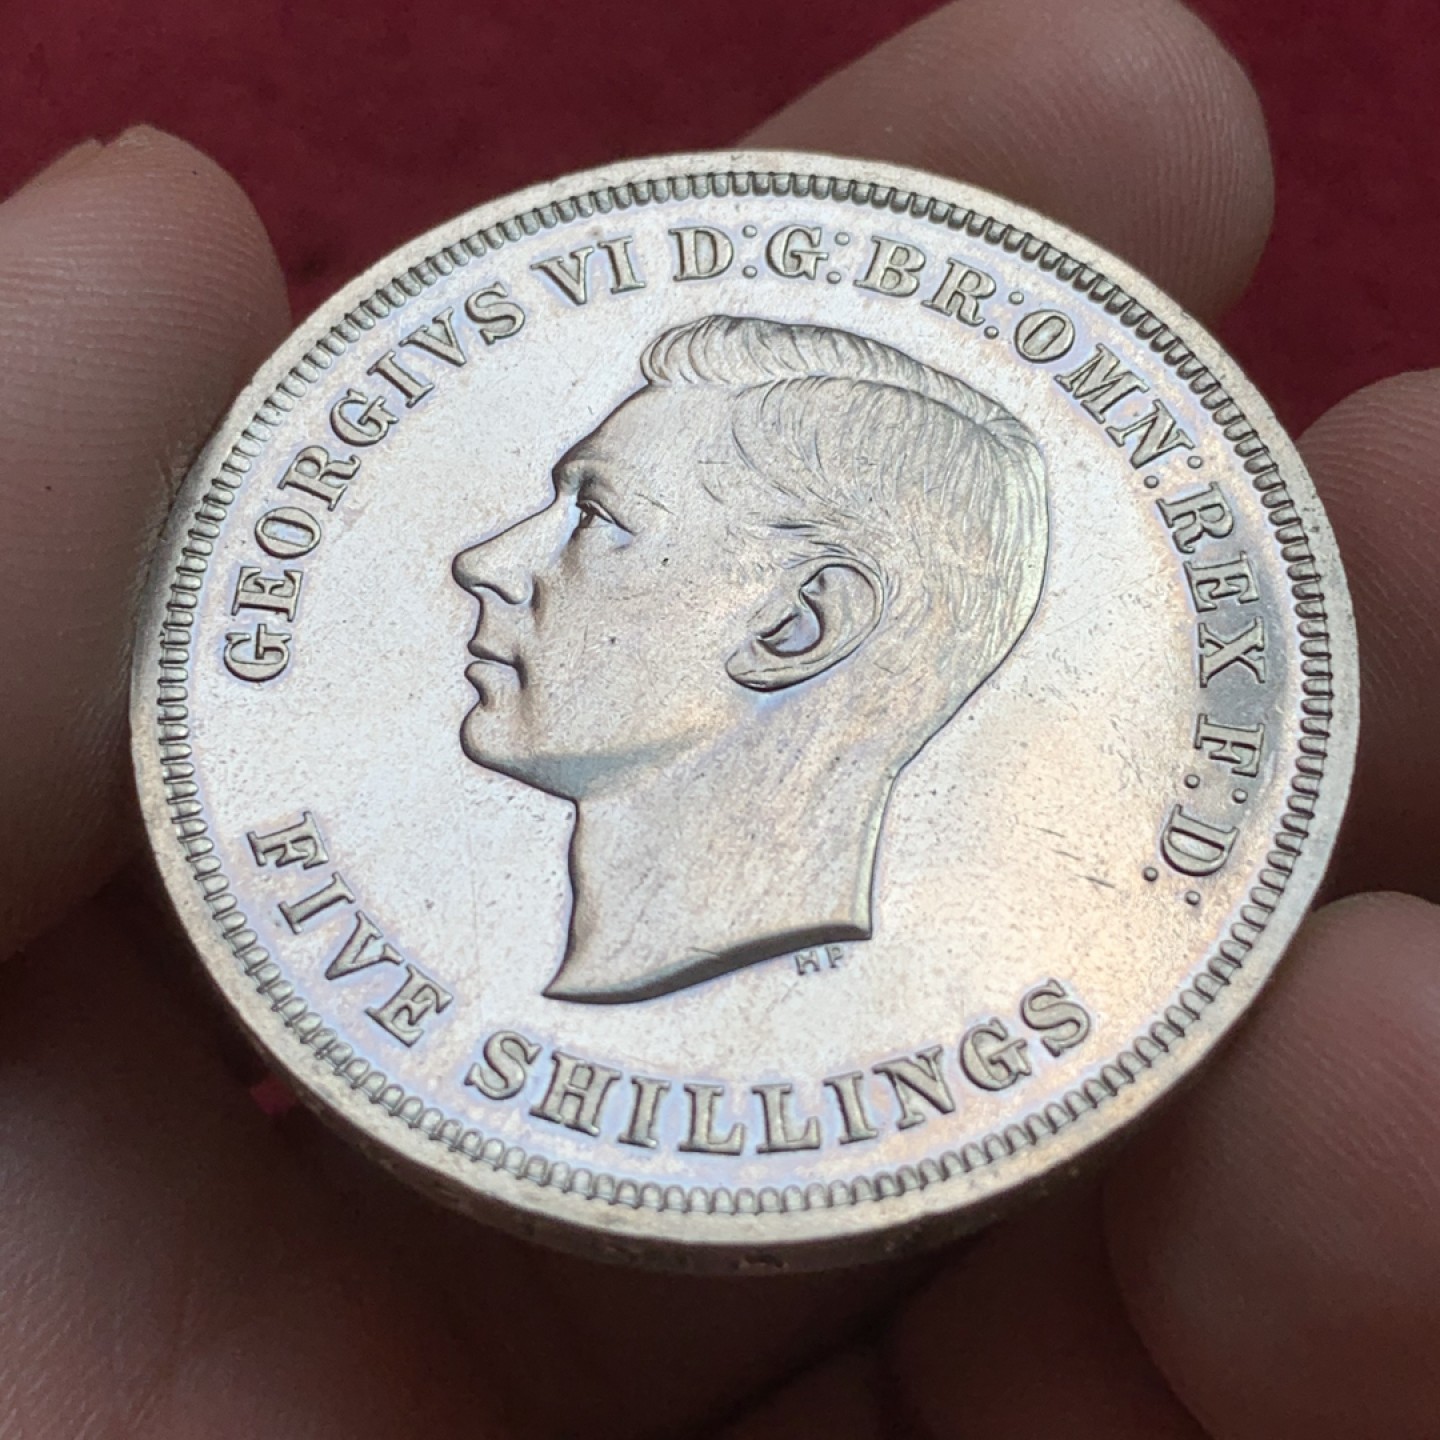 GEORGIVS VI D:G:BR:OMN:REX F:D:
FIVE SHILLINGS
HP